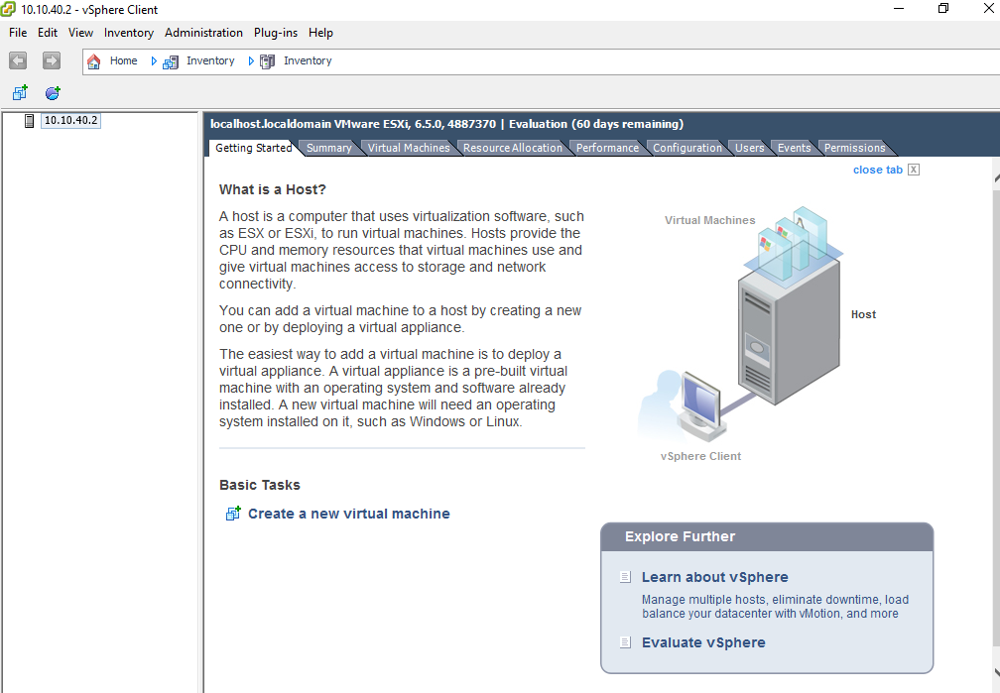 10.10.40.2 - vSphere Client
File Edit View Inventory Administration Plug-ins Help
Home Inventory Inventory
10.10.40.2
localhost.localdomain VMware ESXi, 6.5.0, 4887370 | Evaluation (60 days remaining)
Getting Started Summary Virtual Machines Resource Allocation Performance Configuration Users Events Permissions
close tab X
What is a Host?
A host is a computer that uses virtualization software, such
as ESX or ESXi, to run virtual machines. Hosts provide the
CPU and memory resources that virtual machines use and
give virtual machines access to storage and network
connectivity.
You can add a virtual machine to a host by creating a new
one or by deploying a virtual appliance.
The easiest way to add a virtual machine is to deploy a
virtual appliance. A virtual appliance is a pre-built virtual
machine with an operating system and software already
installed. A new virtual machine will need an operating
system installed on it, such as Windows or Linux.
Virtual Machines
Host
vSphere Client
Basic Tasks
Create a new virtual machine
Explore Further
Learn about vSphere
Manage multiple hosts, eliminate downtime, load
balance your datacenter with vMotion, and more
Evaluate vSphere